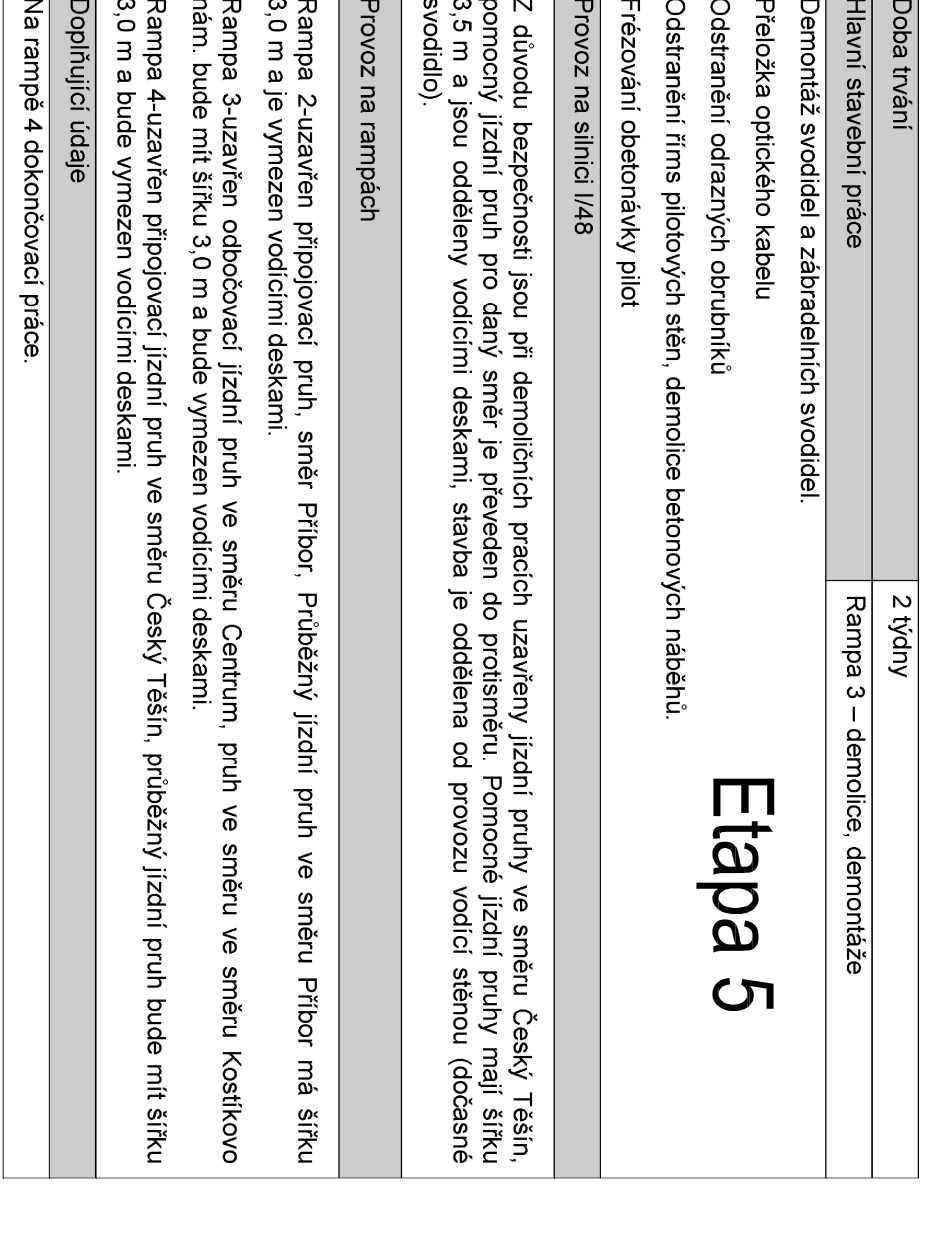 Doba trvání 2 týdny
Hlavní stavební práce Rampa 3 – demolice, demontáže
Demontáž svodidel a zábradelních svodidel.
Přeložka optického kabelu
Odstranění odrazných obrubníků
Etapa 5
Odstranění říms pilotových stěn, demolice betonových náběhů.
Frézování obetonávky pilot
Provoz na silnici I/48
Z důvodu bezpečnosti jsou při demoličních pracích uzavřeny jízdní pruhy ve směru Český Těšín,
pomocný jízdní pruh pro daný směr je převeden do protisměru. Pomocné jízdní pruhy mají šířku
3,5 m a jsou odděleny vodícími deskami, stavba je oddělena od provozu vodící stěnou (dočasné
svodidlo).
Provoz na rampách
Rampa 2-uzavřen připojovací pruh, směr Příbor, Průběžný jízdní pruh ve směru Příbor má šířku
3,0 m a je vymezen vodícími deskami.
Rampa 3-uzavřen odbočovací jízdní pruh ve směru Centrum, pruh ve směru ve směru Kostíkovo
nám. bude mít šířku 3,0 m a bude vymezen vodícími deskami.
Rampa 4-uzavřen připojovací jízdní pruh ve směru Český Těšín, průběžný jízdní pruh bude mít šířku
3,0 m a bude vymezen vodícími deskami.
Doplňující údaje
Na rampě 4 dokončovací práce.